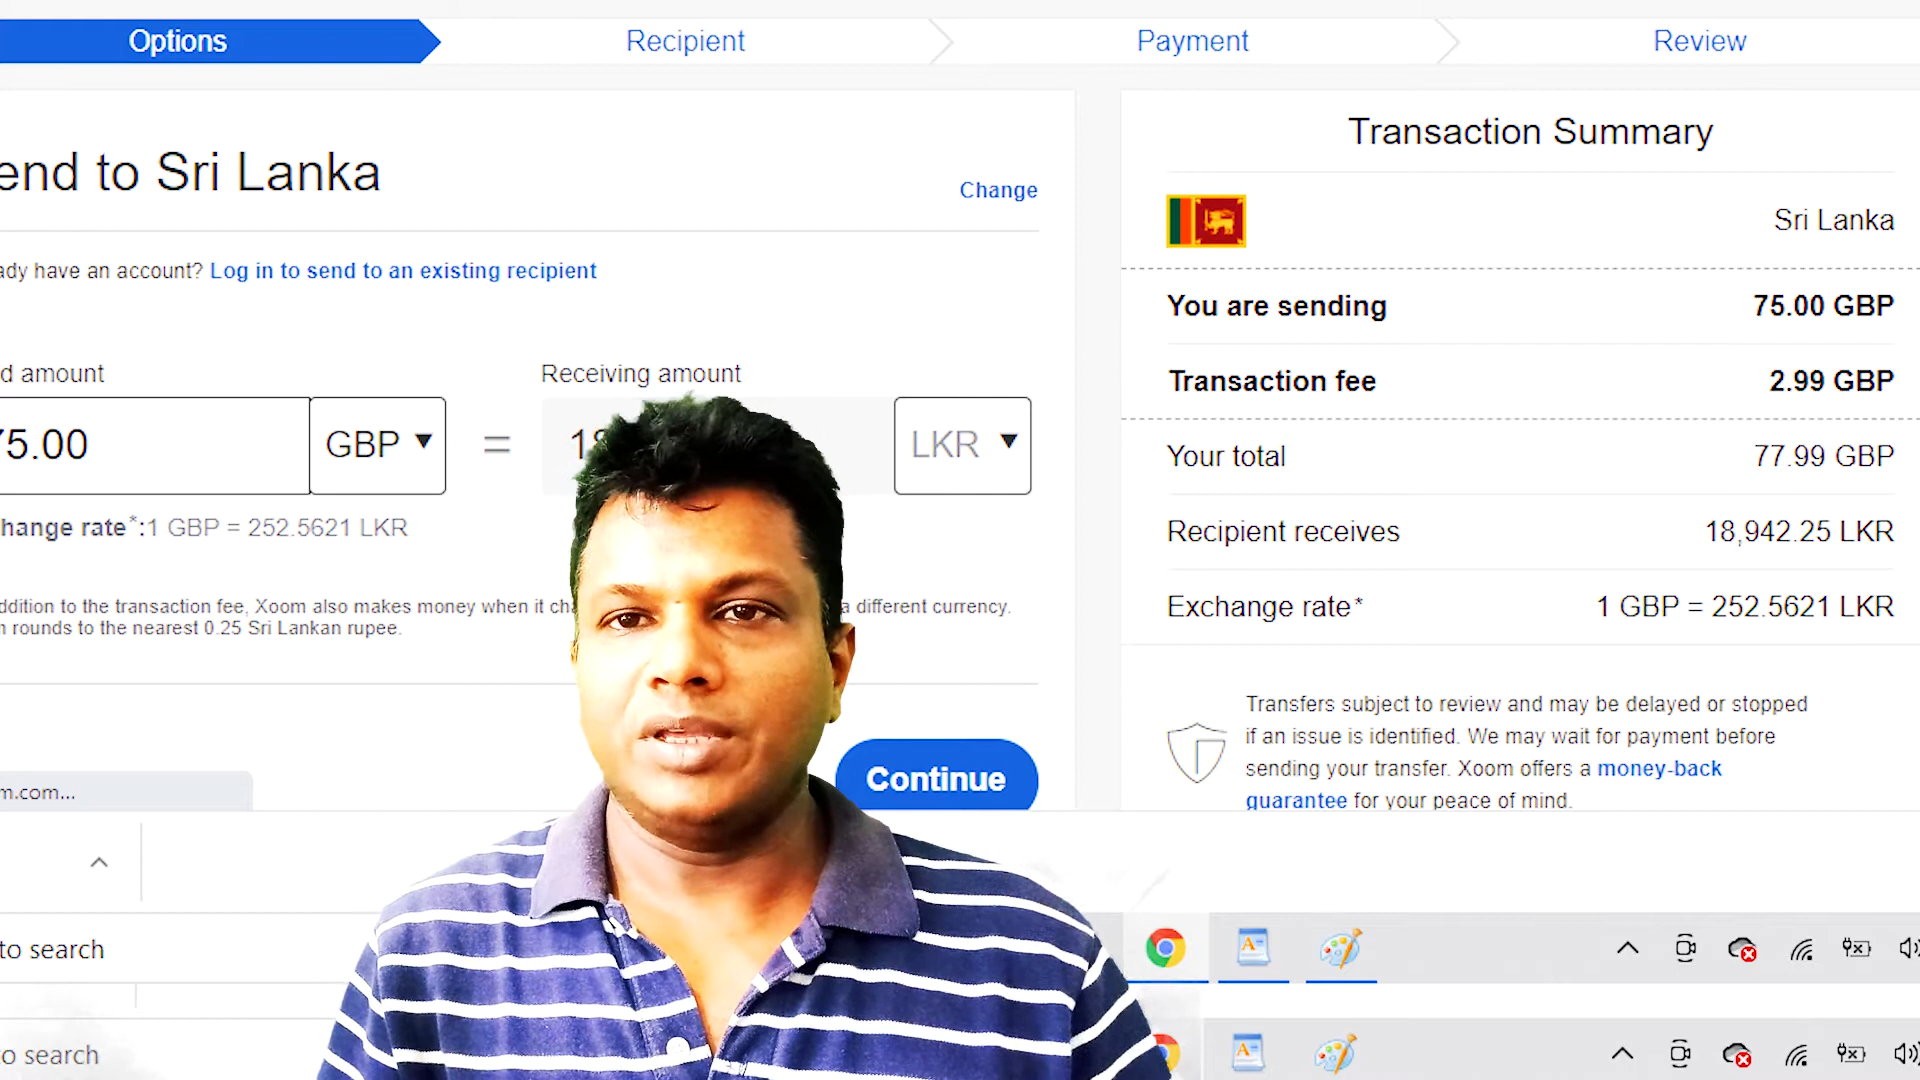 Options
Recipient
Payment
Review
end to Sri Lanka
Change
ady have an account? Log in to send to an existing recipient
d amount
Receiving amount
75.00
GBP
=
18
LKR
hange rate*:1 GBP = 252.5621 LKR
ddition to the transaction fee, Xoom also makes money when it cha
a different currency.
n rounds to the nearest 0.25 Sri Lankan rupee.
Continue
m.com...
to search
o search
Transaction Summary
Sri Lanka
You are sending 75.00 GBP
Transaction fee 2.99 GBP
Your total 77.99 GBP
Recipient receives 18,942.25 LKR
Exchange rate* 1 GBP = 252.5621 LKR
Transfers subject to review and may be delayed or stopped
if an issue is identified. We may wait for payment before
sending your transfer. Xoom offers a money-back
guarantee for your peace of mind.